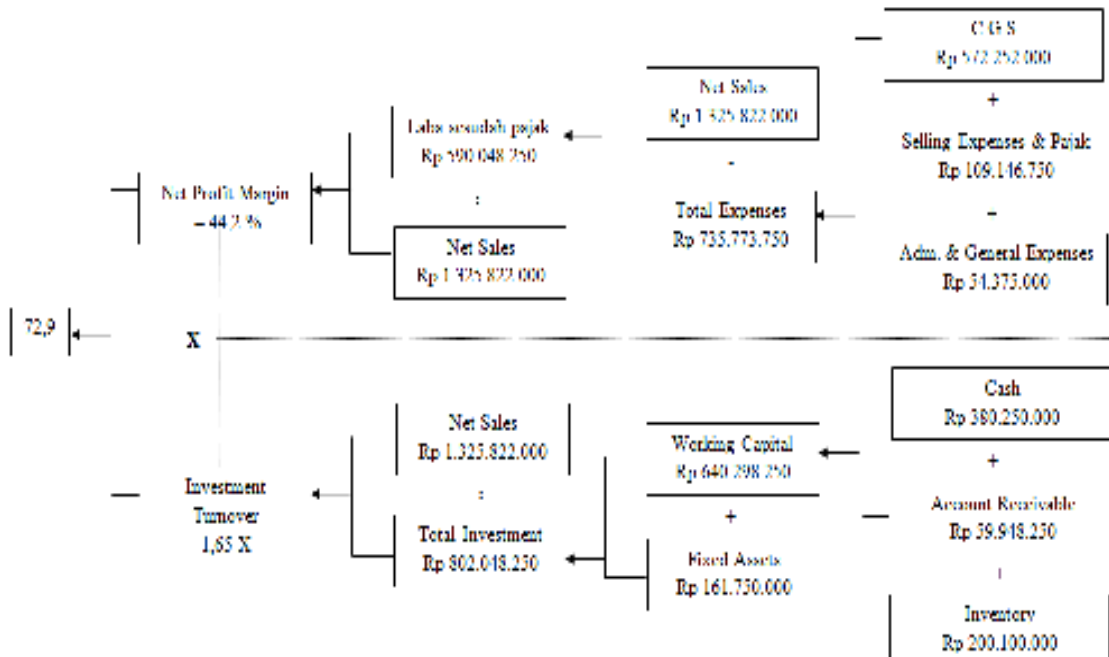 C G S
Rp 572.252.000
+
Net Sales
Rp 1.325.822.000
Laba sesudah pajak
Rp 590.048.250
Selling Expenses & Pajak
Rp 109.146.750
-
Net Profit Margin
= 44,2 %
:
Total Expenses
Rp 735.773.750
Net Sales
Rp 1.325.822.000
Adm. & General Expenses
Rp 54.375.000
72,9
X
Cash
Rp 380.250.000
Net Sales
Rp 1.325.822.000
Working Capital
Rp 640.298.250
+
Investment
Turnover
1,65 X
:
+
Account Receivable
Rp 59.948.250
Total Investment
Rp 802.048.250
Fixed Assets
Rp 161.750.000
+
Inventory
Rp 200.100.000